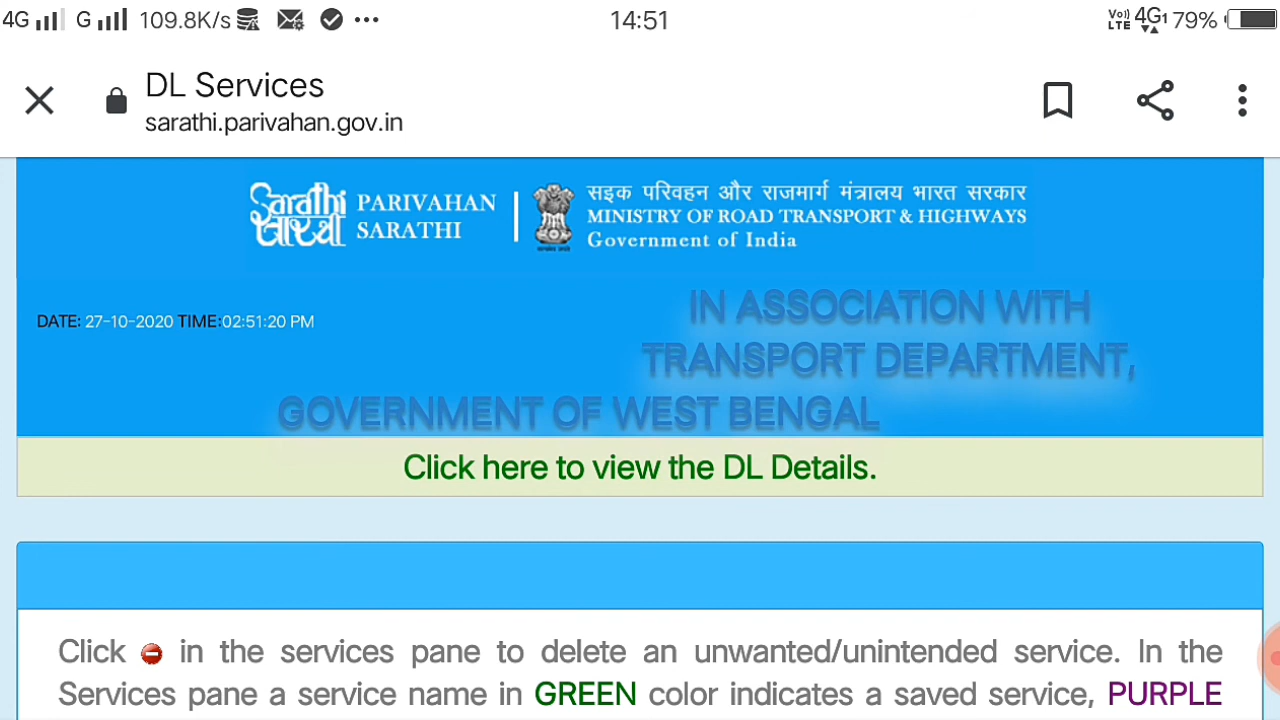 4G G 109.8K/s 14:51 VoLTE 4G1 79%
DL Services
sarathi.parivahan.gov.in
Sarathi सारथी PARIVAHAN SARATHI
सड़क परिवहन और राजमार्ग मंत्रालय भारत सरकार
MINISTRY OF ROAD TRANSPORT & HIGHWAYS
Government of India
DATE: 27-10-2020 TIME:02:51:20 PM
IN ASSOCIATION WITH
TRANSPORT DEPARTMENT,
GOVERNMENT OF WEST BENGAL
Click here to view the DL Details.
Click in the services pane to delete an unwanted/unintended service. In the
Services pane a service name in GREEN color indicates a saved service, PURPLE